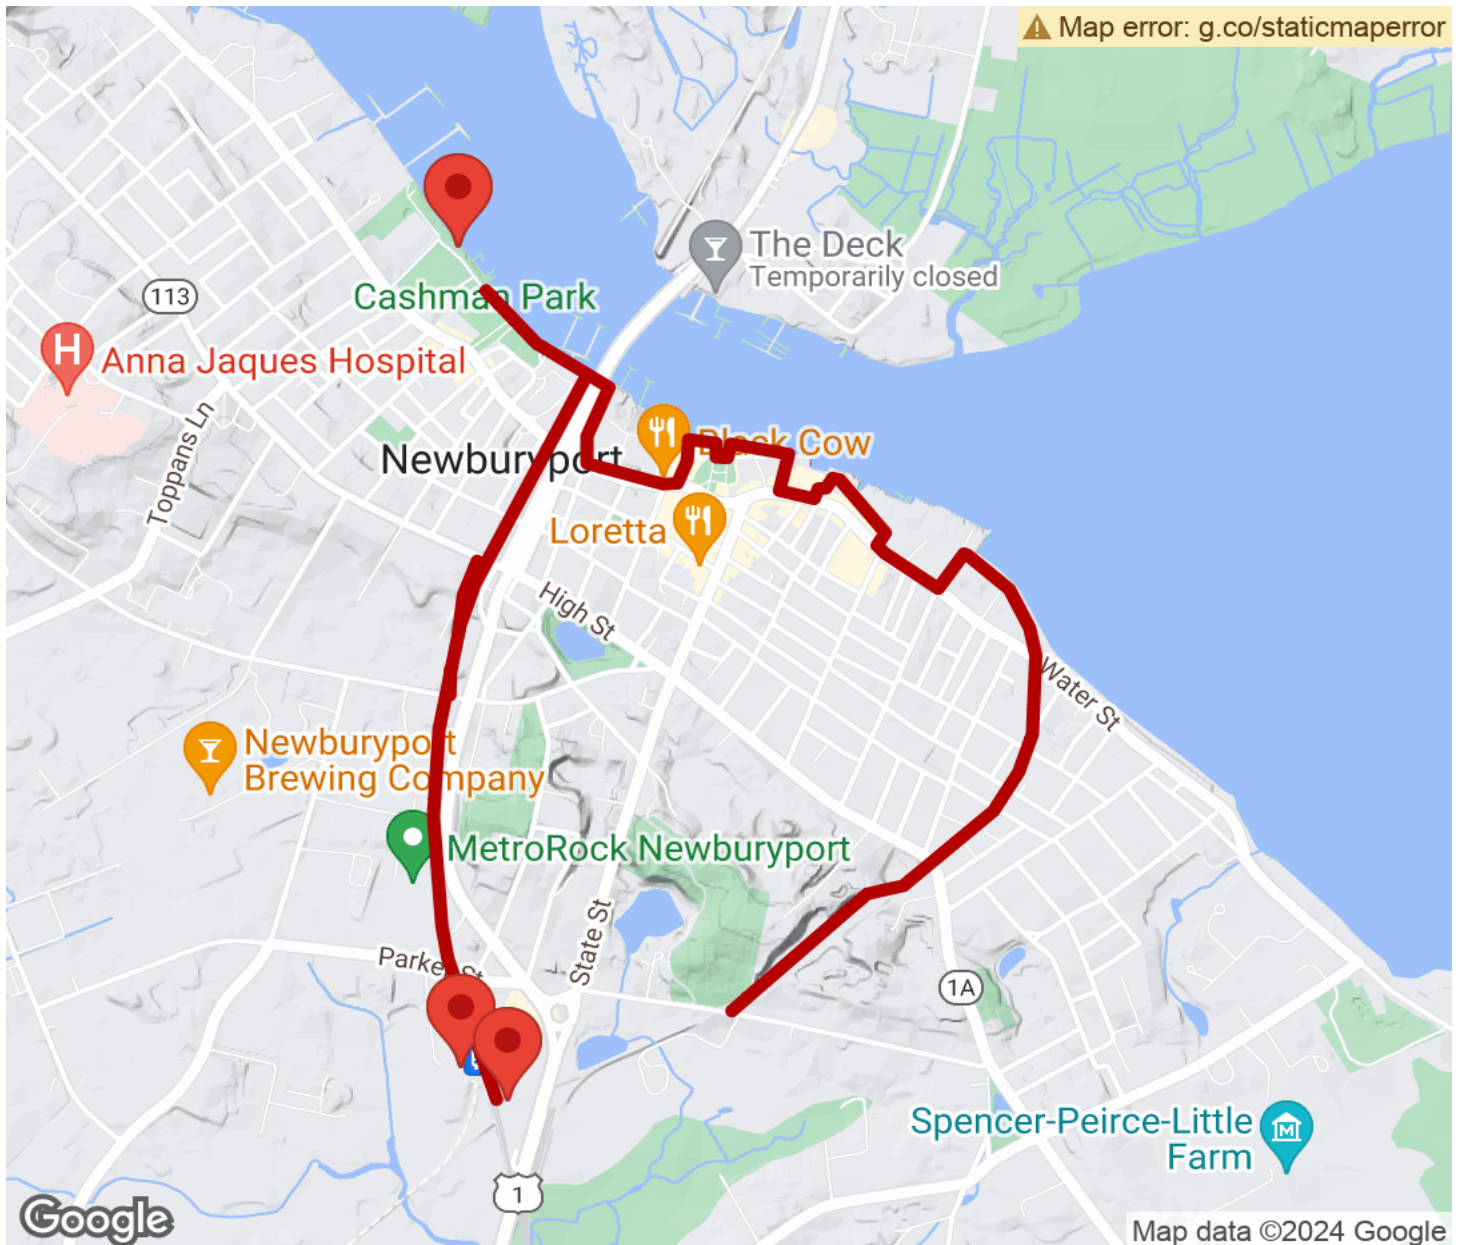 Map error: g.co/staticmaperror
The Deck
Temporarily closed
113
Cashman Park
H
Anna Jaques Hospital
Toppans Ln
Black Cow
Newburyport
Loretta
High St
Water St
Newburyport
Brewing Company
MetroRock Newburyport
State St
Parker St
1A
Spencer-Peirce-Little
Farm
M
1
Google
Map data ©2024 Google